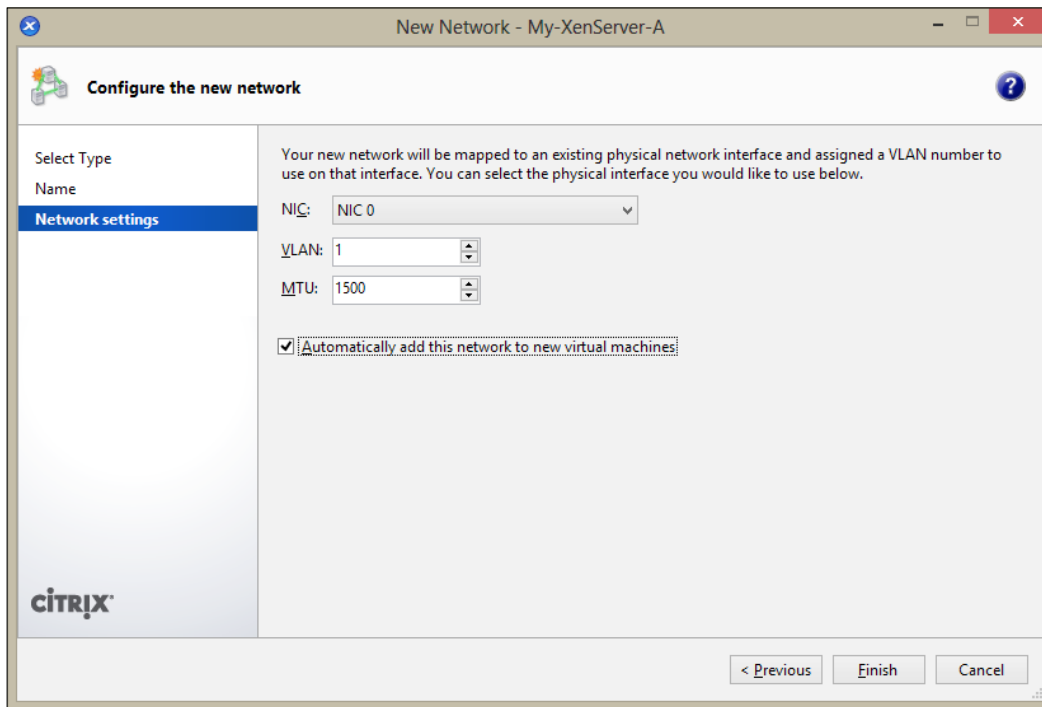 New Network - My-XenServer-A
Configure the new network
?
Select Type
Name
Network settings
Your new network will be mapped to an existing physical network interface and assigned a VLAN number to
use on that interface. You can select the physical interface you would like to use below.
NIC: NIC 0
VLAN: 1
MTU: 1500
Automatically add this network to new virtual machines
CITRIX
< Previous Finish Cancel